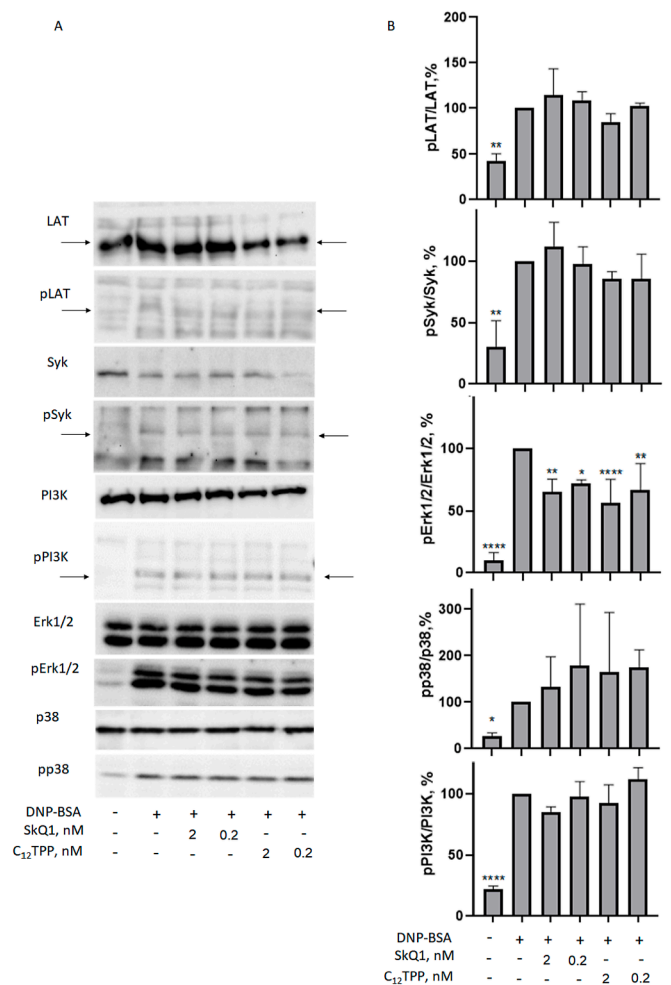 A
LAT
pLAT
Syk
pSyk
PI3K
pPI3K
Erk1/2
pErk1/2
p38
pp38
DNP-BSA - + + + + +
SkQ1, nM - - 2 0.2 - -
C₁₂TPP, nM - - - - 2 0.2
B
pLAT/LAT,%
200
150
100
50
0
**
pSyk/Syk, %
100
50
0
**
pErk1/2/Erk1/2, %
100
50
0
**** ** * **** **
pp38/p38,%
300
200
100
0
*
pPI3K/PI3K, %
100
50
0
****
DNP-BSA - + + + + +
SkQ1, nM - - 2 0.2 - -
C₁₂TPP, nM - - - - 2 0.2